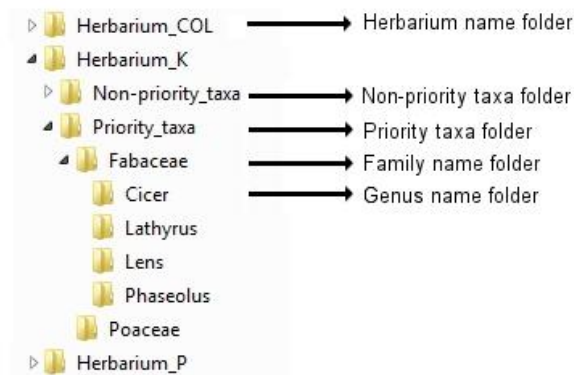 Herbarium_COL Herbarium name folder
Herbarium_K
Non-priority_taxa Non-priority taxa folder
Priority_taxa Priority taxa folder
Fabaceae Family name folder
Cicer Genus name folder
Lathyrus
Lens
Phaseolus
Poaceae
Herbarium_P